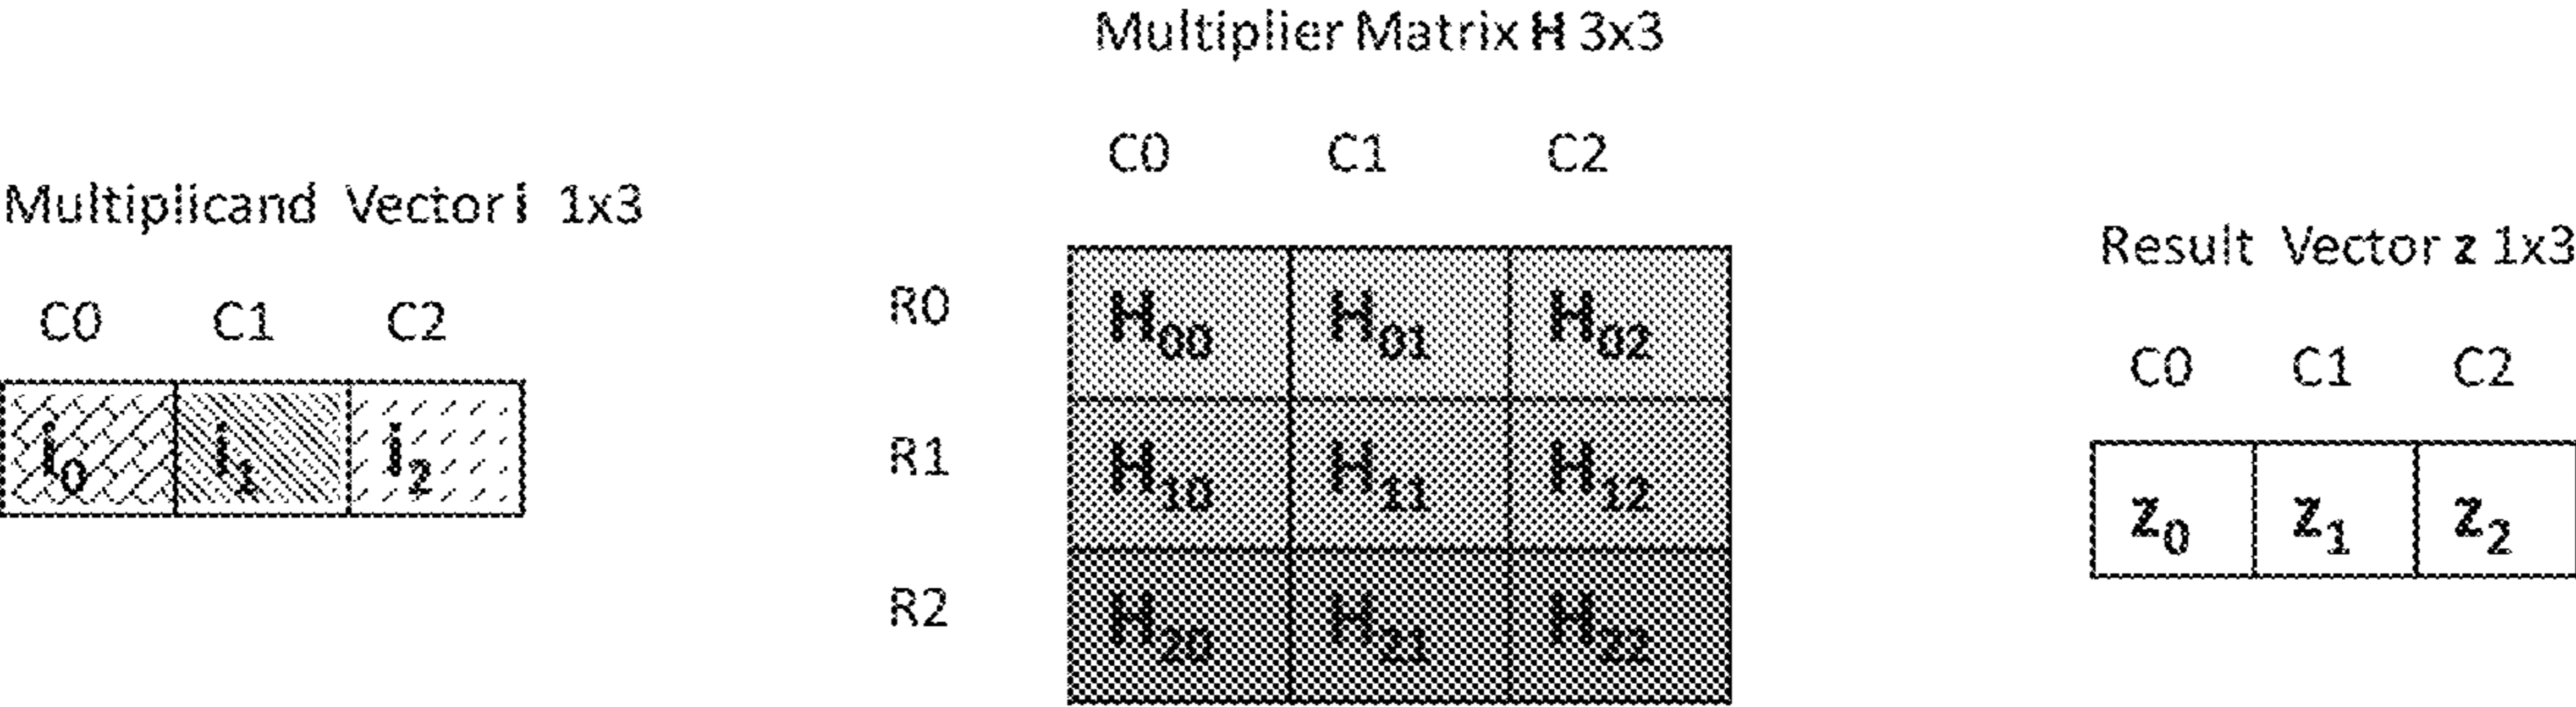 Multiplier Matrix H 3x3
C0 C1 C2
Multiplicand Vector i 1x3
C0 C1 C2
i0 i1 i2
R0 H00 H01 H02
R1 H10 H11 H12
R2 H20 H21 H22
Result Vector z 1x3
C0 C1 C2
z0 z1 z2